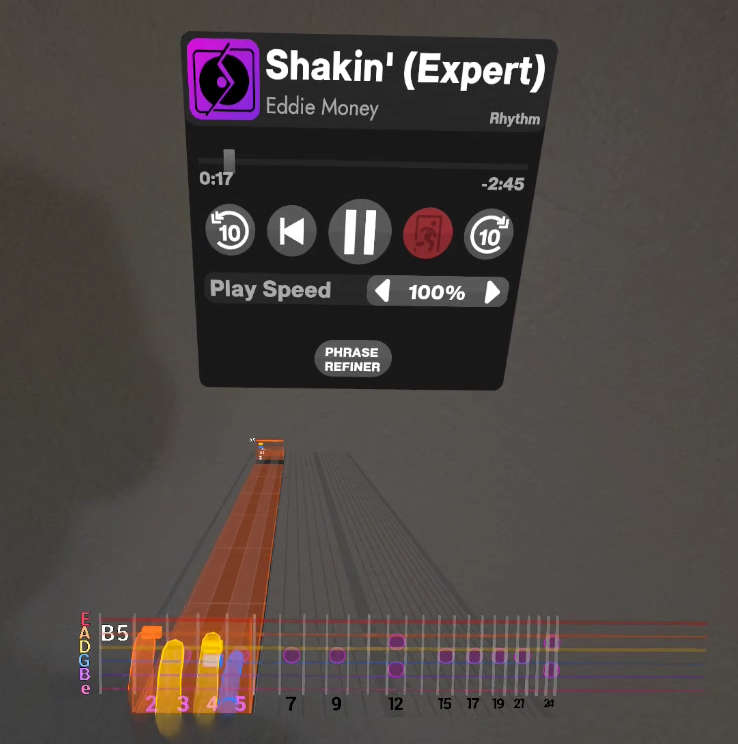 Shakin' (Expert)
Eddie Money
Rhythm
0:17
-2:45
10
10
Play Speed
100%
PHRASE
REFINER
E
A
D
G
B
e
B5
2 3 4 5 7 9 12 15 17 19 21 24